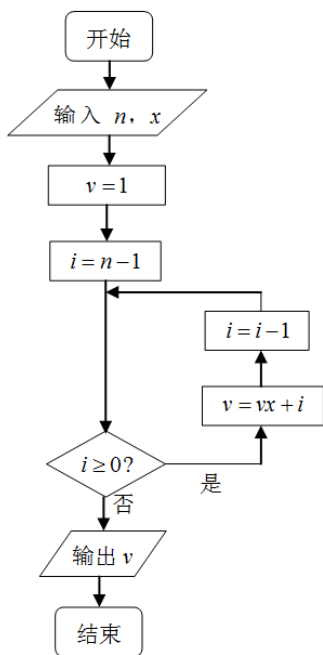 开始
输入 n，x
v=1
i=n-1
i=i-1
v=vx+i
i≥0?
是
否
输出 v
结束